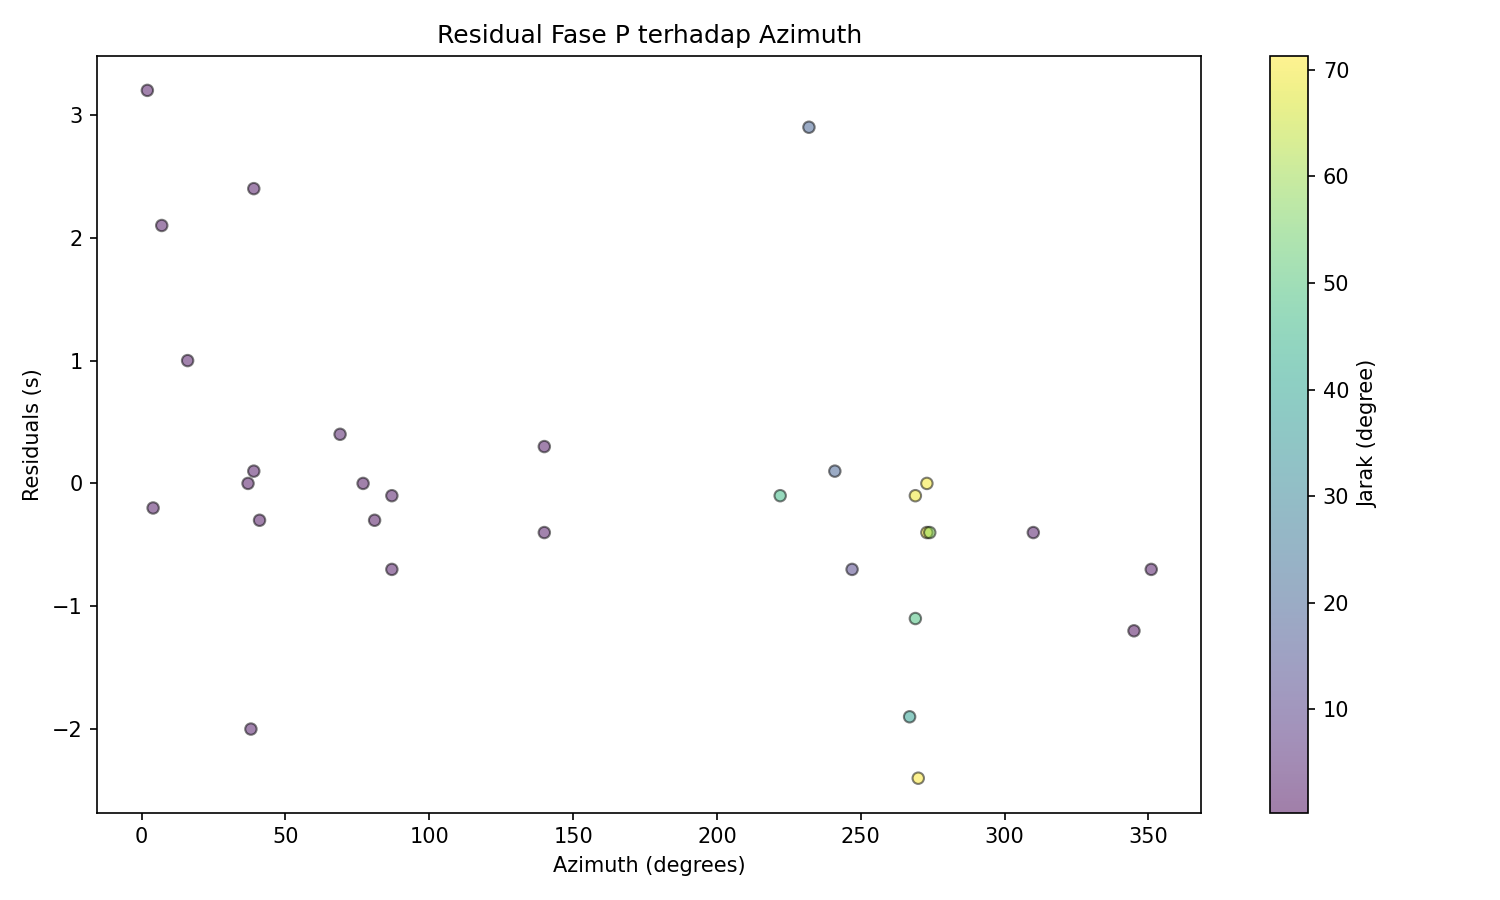 Residual Fase P terhadap Azimuth
Residuals (s)
3
2
1
0
−1
−2
0 50 100 150 200 250 300 350
Azimuth (degrees)
70
60
50
40
30
20
10
Jarak (degree)